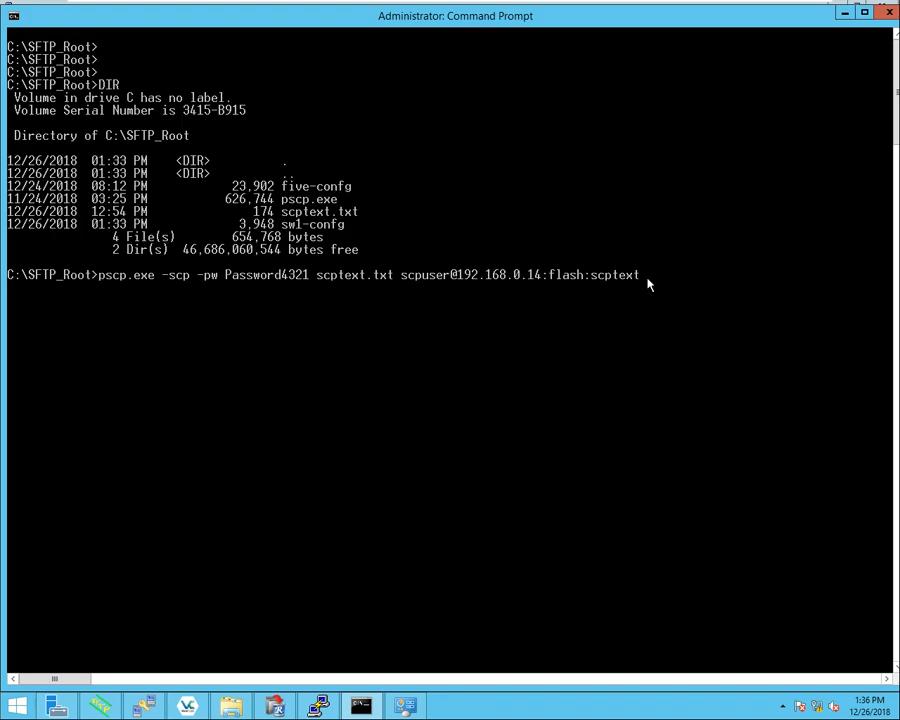 Administrator: Command Prompt
C:\SFTP_Root>
C:\SFTP_Root>
C:\SFTP_Root>
C:\SFTP_Root>DIR
Volume in drive C has no label.
Volume Serial Number is 3415-B915
Directory of C:\SFTP_Root
12/26/2018 01:33 PM <DIR> .
12/26/2018 01:33 PM <DIR> ..
12/24/2018 08:12 PM 23,902 five-confg
11/24/2018 03:25 PM 626,744 pscp.exe
12/26/2018 12:54 PM 174 scptext.txt
12/26/2018 01:33 PM 3,948 sw1-confg
4 File(s) 654,768 bytes
2 Dir(s) 46,686,060,544 bytes free
C:\SFTP_Root>pscp.exe -scp -pw Password4321 scptext.txt scpuser@192.168.0.14:flash:scptext
1:36 PM
12/26/2018